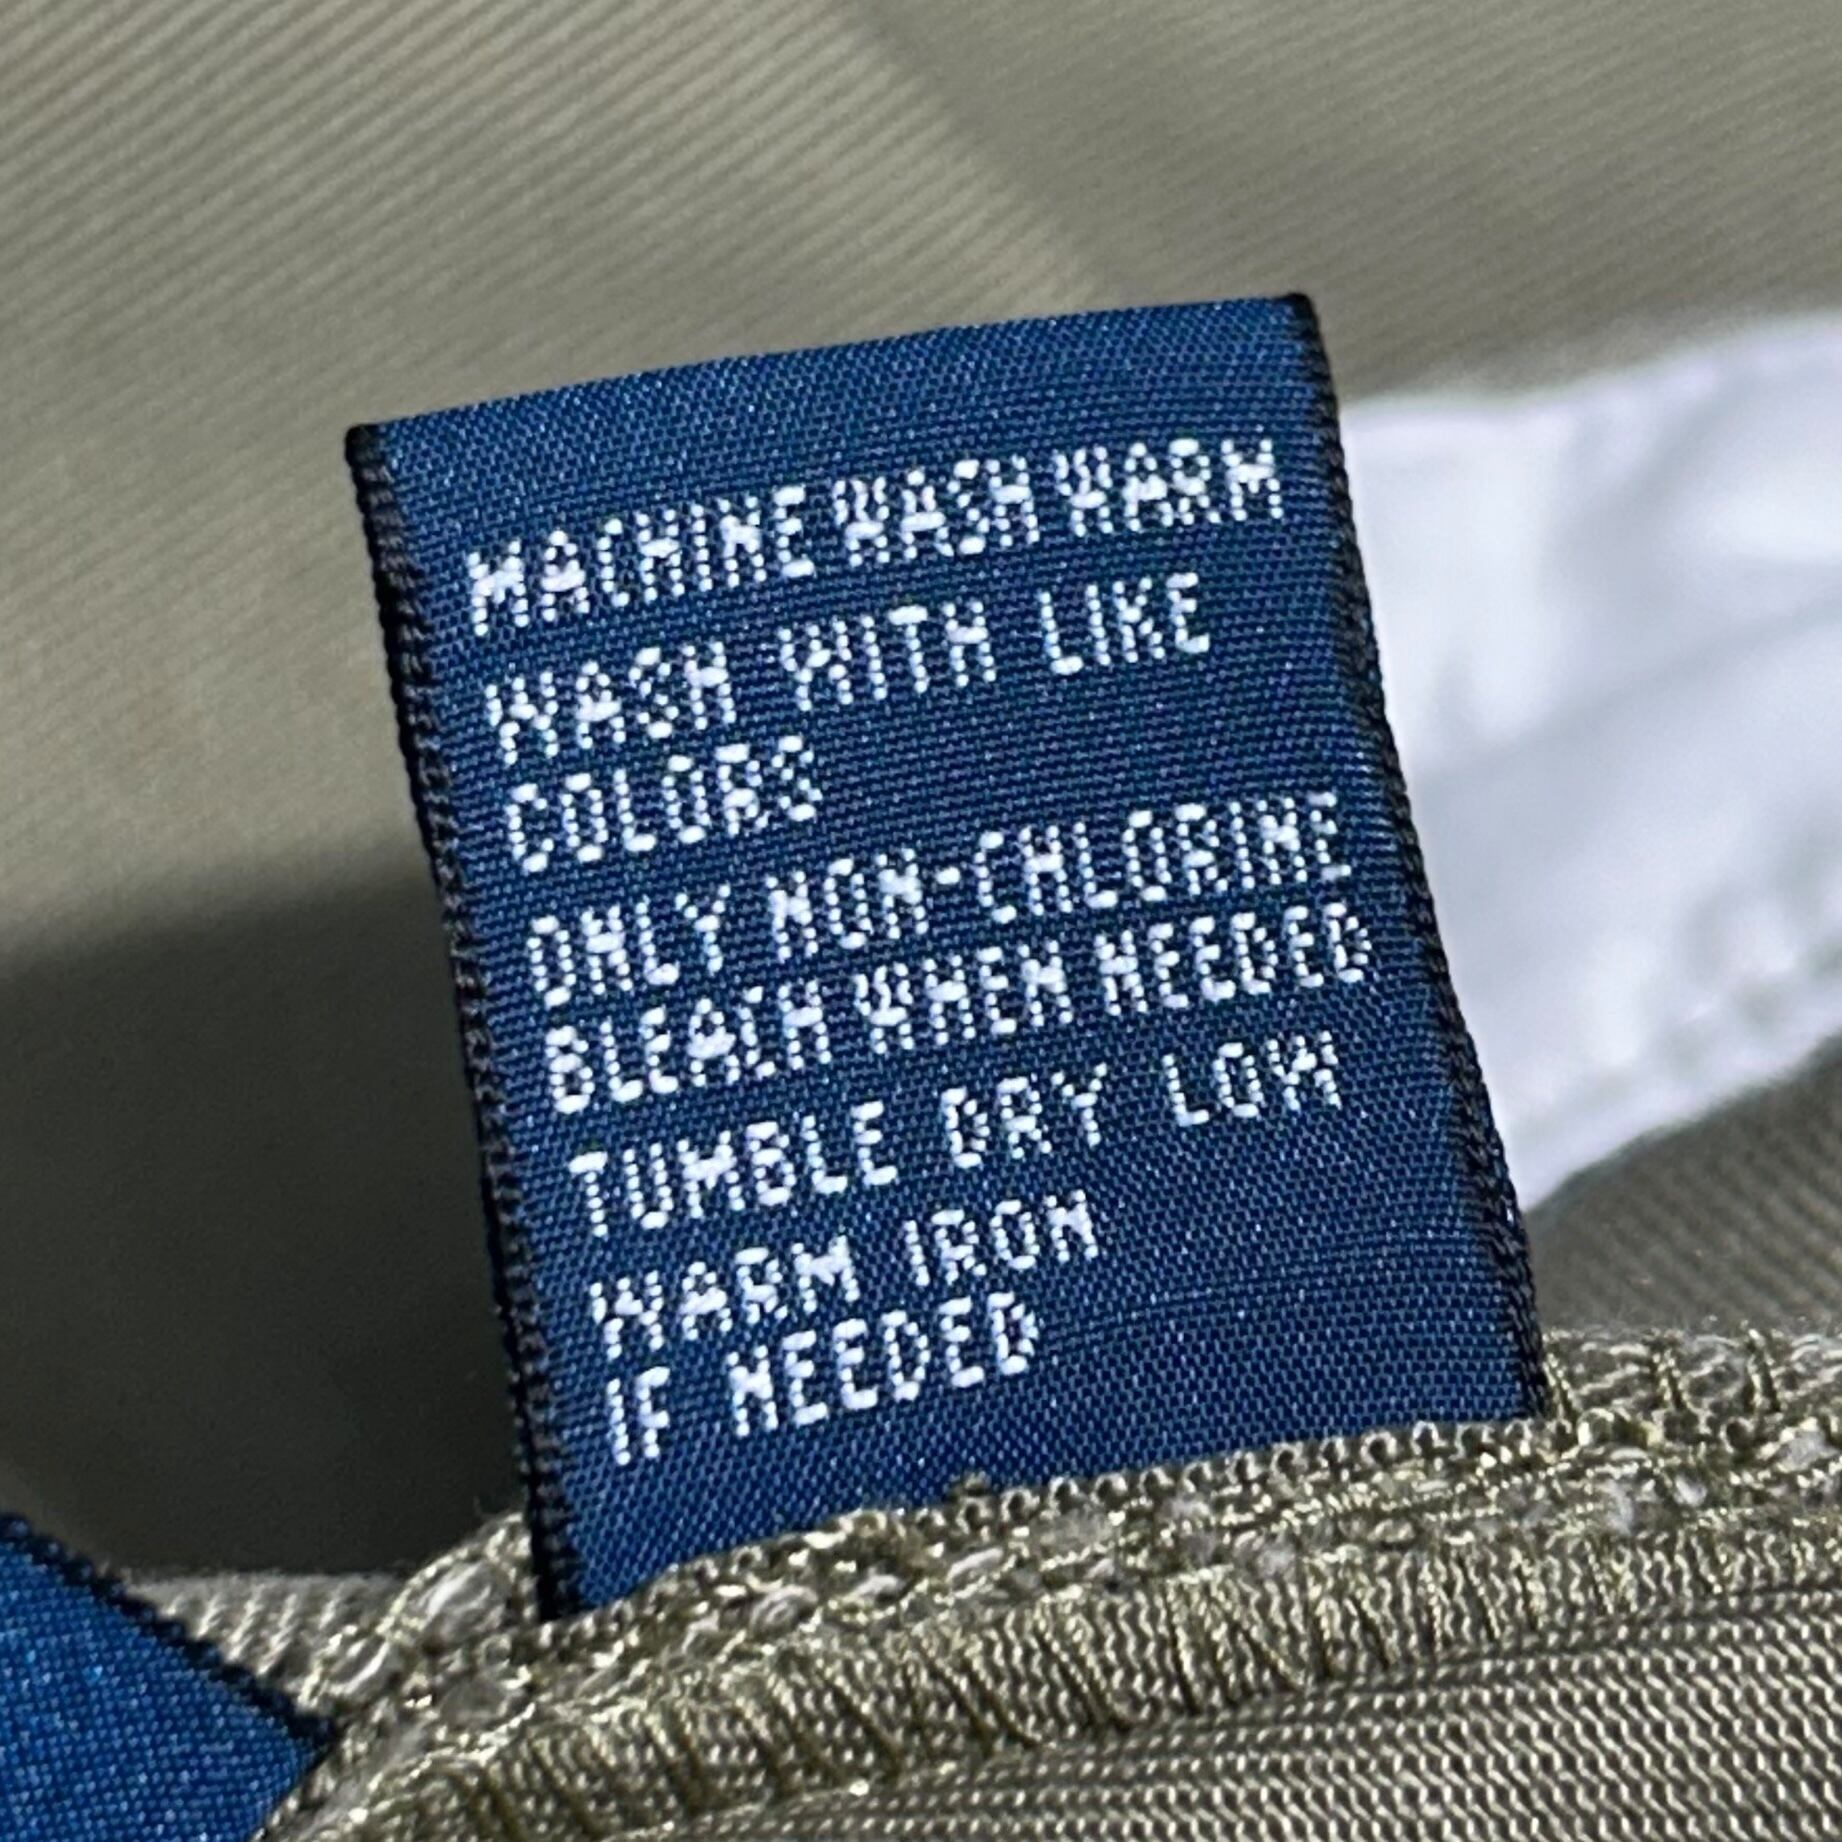 MACHINE WASH WARM
WASH WITH LIKE
COLORS
ONLY NON-CHLORINE
BLEACH WHEN NEEDED
TUMBLE DRY LOW
WARM IRON
IF NEEDED